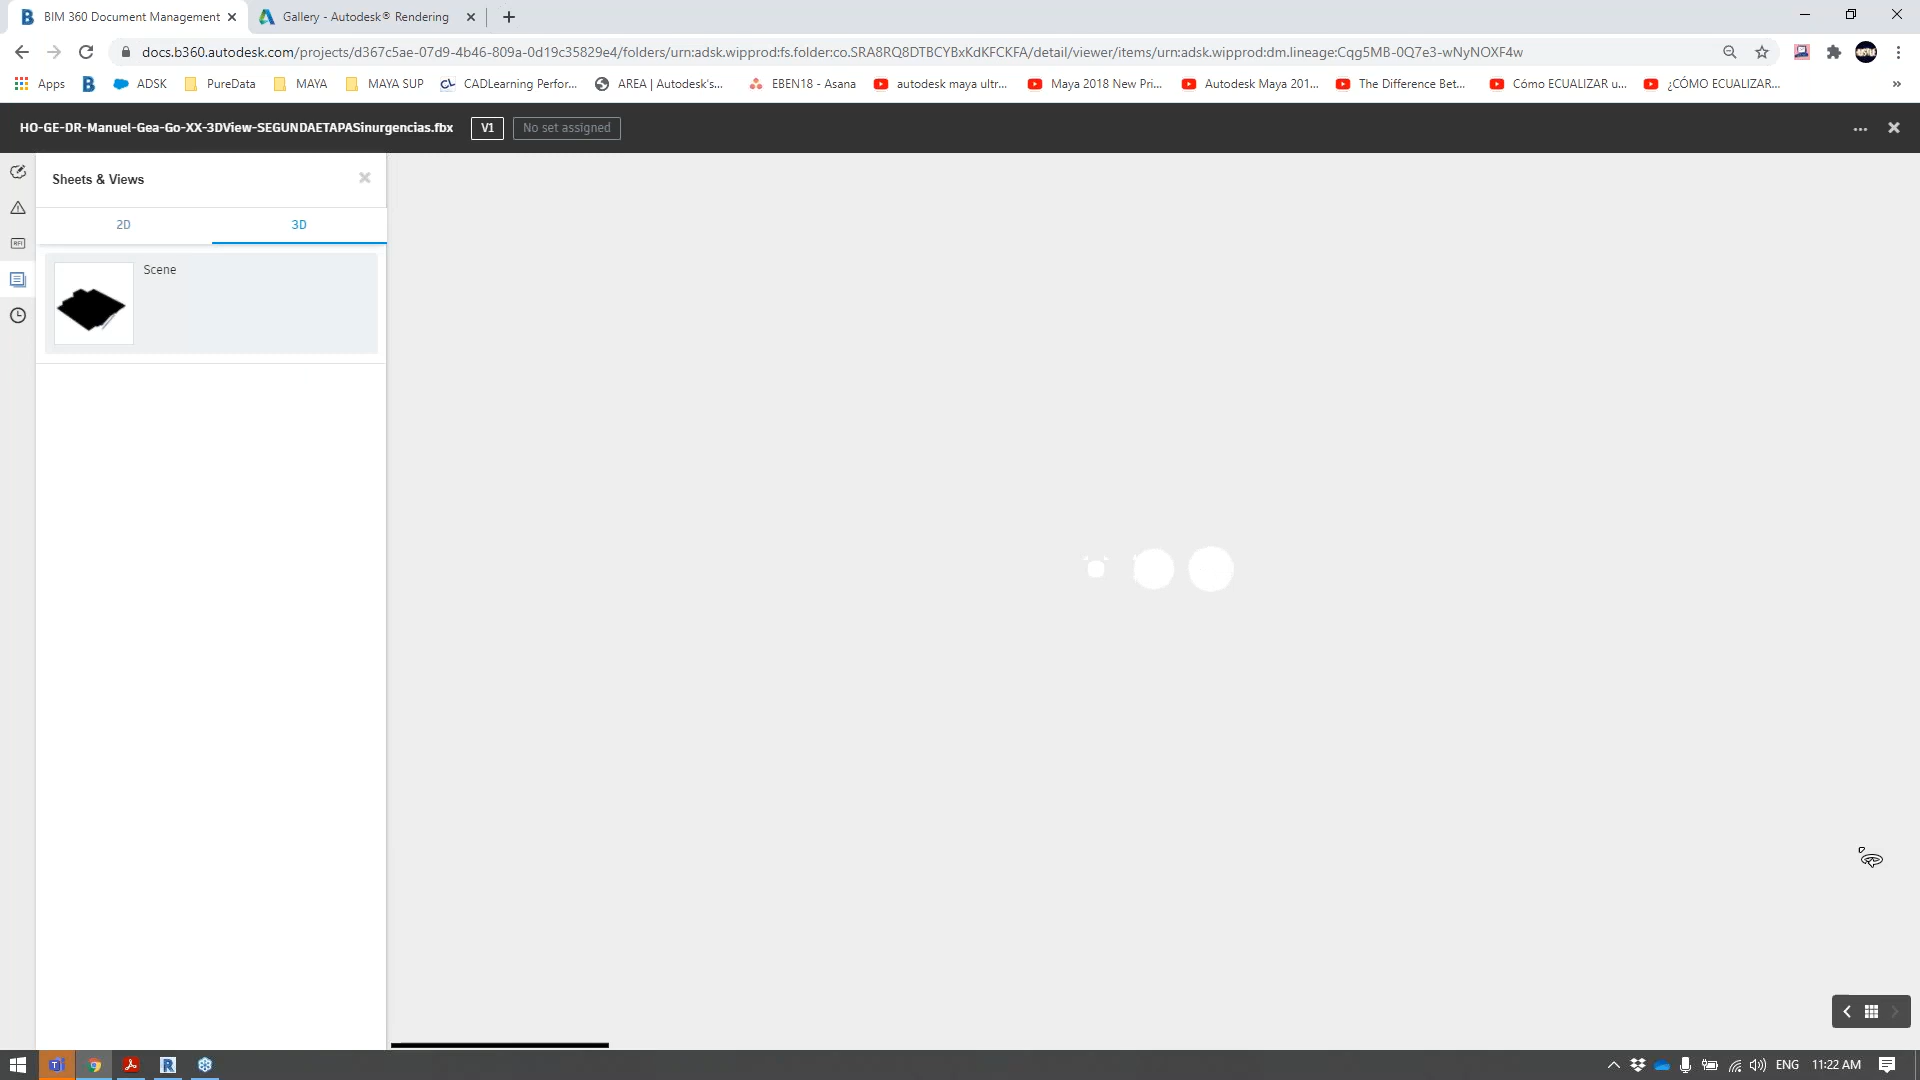 BIM 360 Document Management
Gallery - Autodesk® Rendering
docs.b360.autodesk.com/projects/d367c5ae-07d9-4b46-809a-0d19c35829e4/folders/urn:adsk.wipprod:fs.folder:co.SRA8RQ8DTBCYBxKdKFCKFA/detail/viewer/items/urn:adsk.wipprod:dm.lineage:Cqg5MB-0Q7e3-wNyNOXF4w
Apps ADSK PureData MAYA MAYA SUP CADLearning Perfor... AREA | Autodesk's... EBEN18 - Asana autodesk maya ultr... Maya 2018 New Pri... Autodesk Maya 201... The Difference Bet... Cómo ECUALIZAR u... ¿CÓMO ECUALIZAR... »
HO-GE-DR-Manuel-Gea-Go-XX-3DView-SEGUNDAETAPASinurgencias.fbx V1 No set assigned
Sheets & Views
2D 3D
RFI
Scene
ENG 11:22 AM